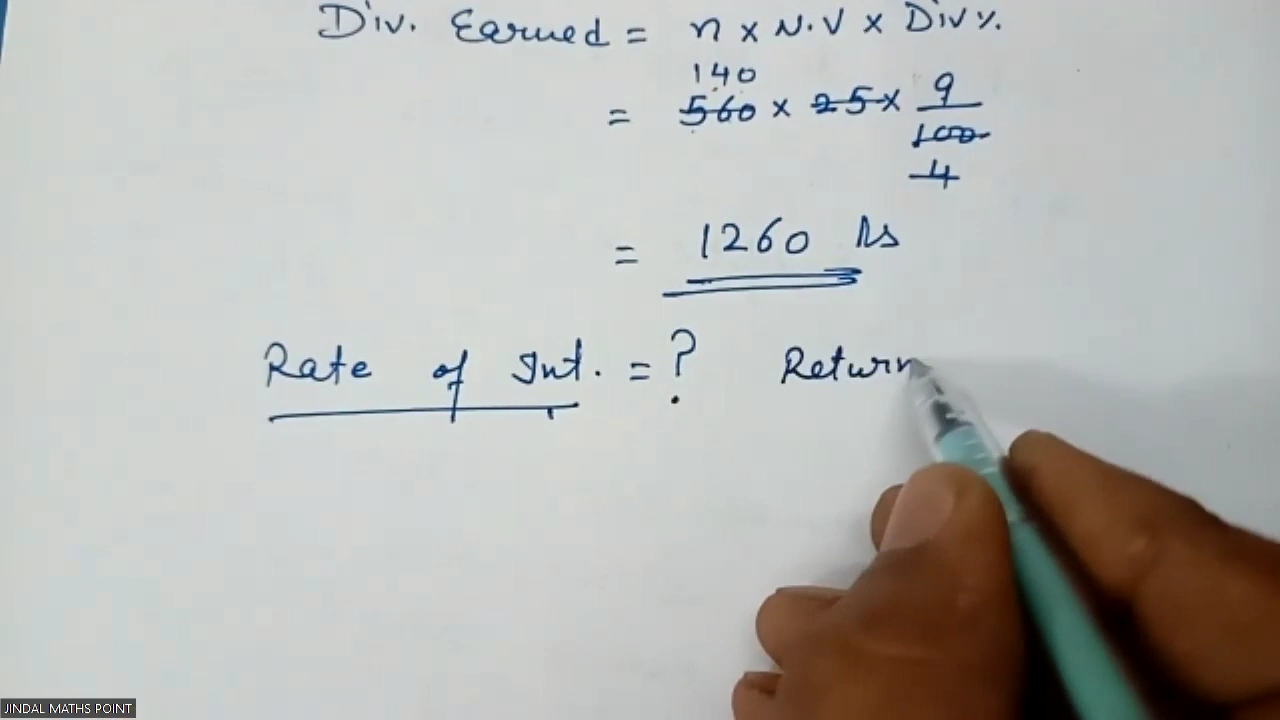 Div. Earned = n x N.V x Div %.
140
= 560 x 25 x 9
100
4
= 1260 Rs
Rate of Int. = ? Return
JINDAL MATHS POINT